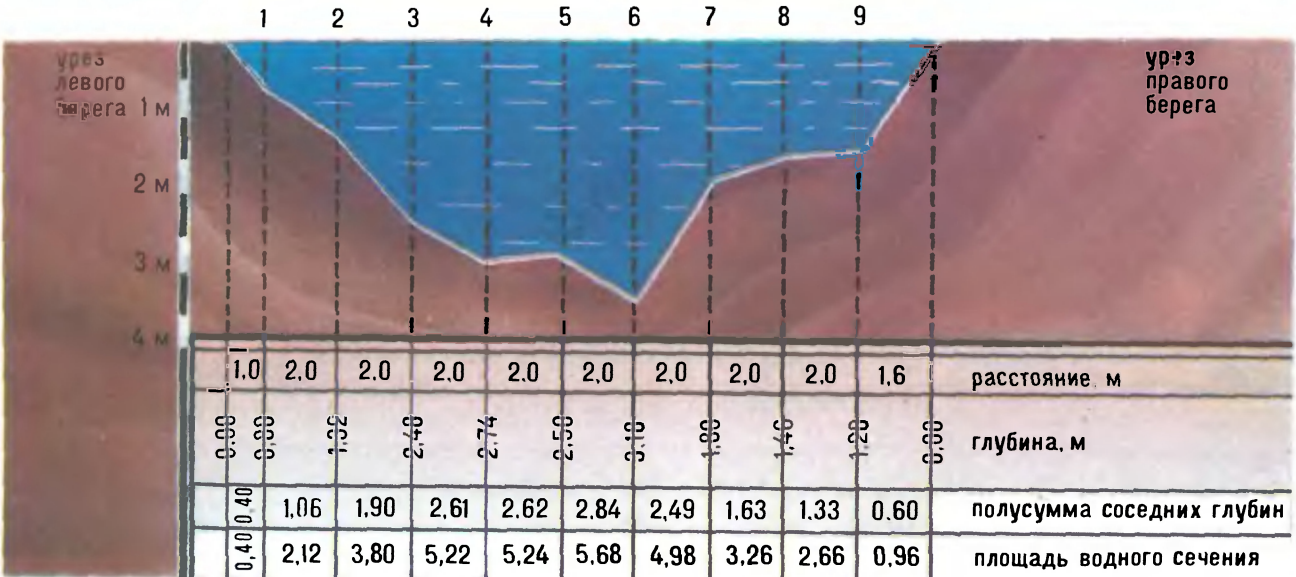 1 2 3 4 5 6 7 8 9
урез
левого
берега
урез
правого
берега
1 м
2 м
3 м
4 м
1,0 2,0 2,0 2,0 2,0 2,0 2,0 2,0 2,0 1,6 расстояние, м
0,00 0,80 1,32 2,48 2,74 2,50 3,18 1,80 1,46 1,20 0,00 глубина, м
0,40 1,06 1,90 2,61 2,62 2,84 2,49 1,63 1,33 0.60 полусумма соседних глубин
0,40 2,12 3,80 5,22 5,24 5,68 4,98 3,26 2,66 0,96 площадь водного сечения